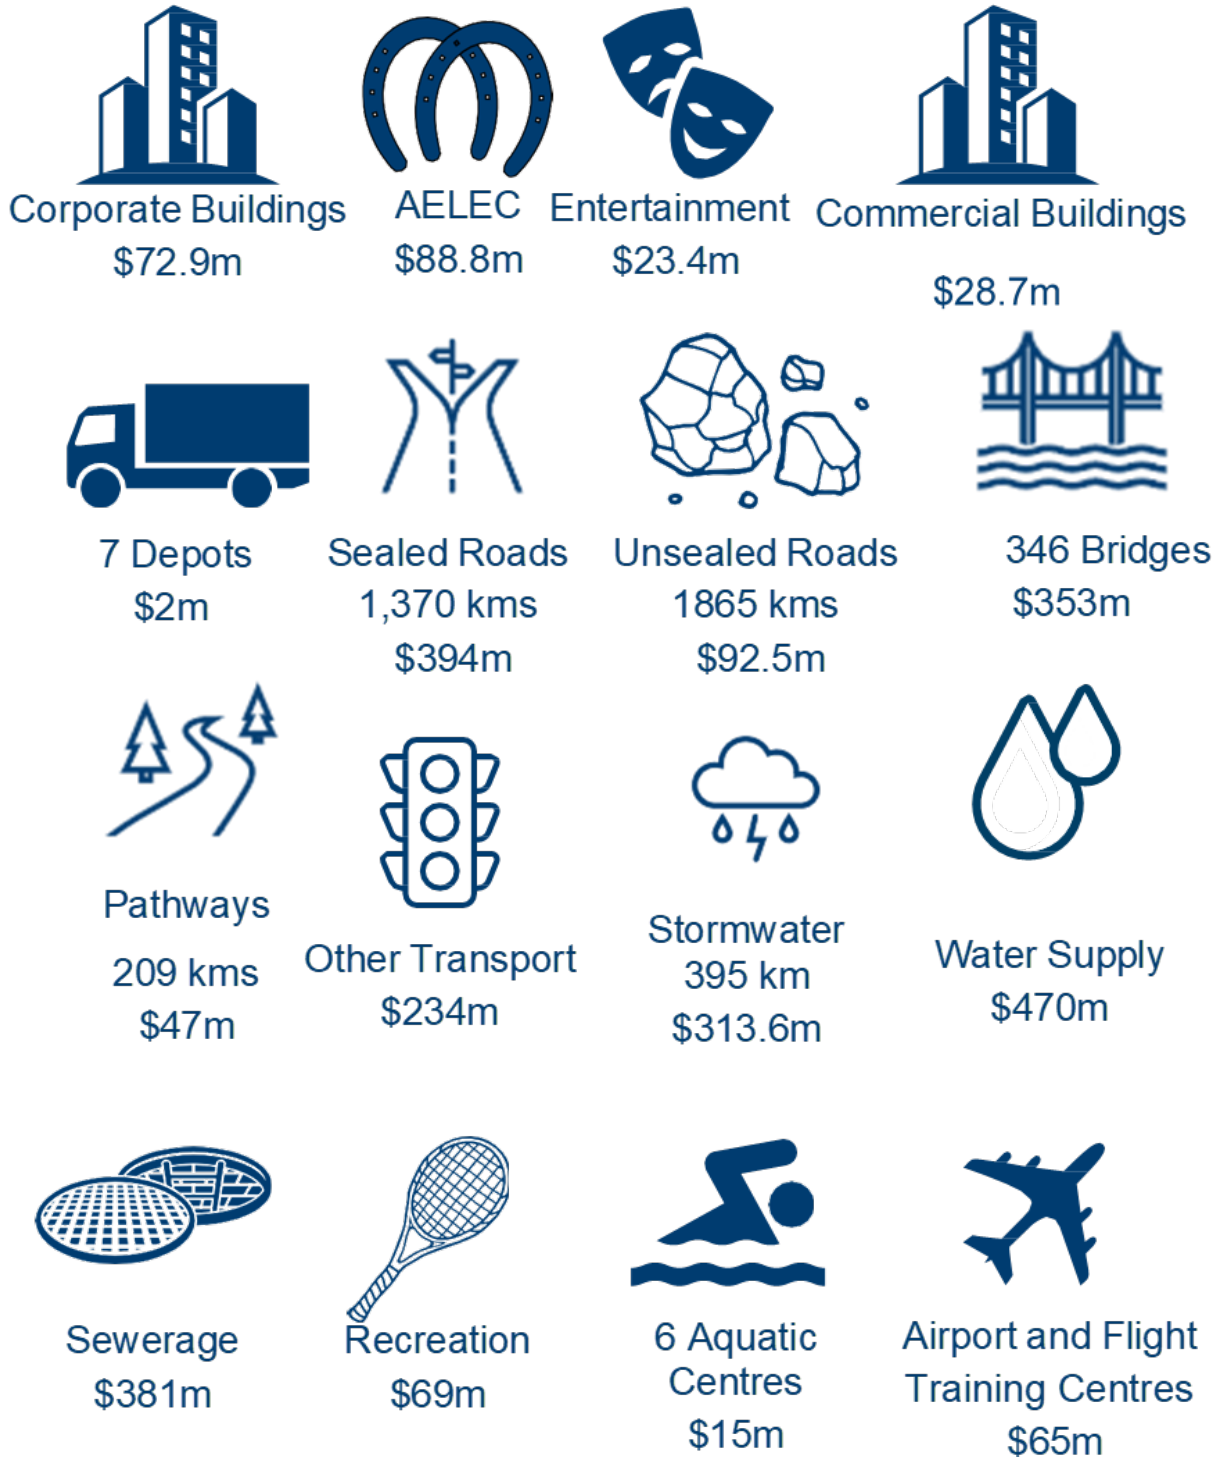 Corporate Buildings
$72.9m
AELEC
$88.8m
Entertainment
$23.4m
Commercial Buildings
$28.7m
7 Depots
$2m
Sealed Roads
1,370 kms
$394m
Unsealed Roads
1865 kms
$92.5m
346 Bridges
$353m
Pathways
209 kms
$47m
Other Transport
$234m
Stormwater
395 km
$313.6m
Water Supply
$470m
Sewerage
$381m
Recreation
$69m
6 Aquatic
Centres
$15m
Airport and Flight
Training Centres
$65m